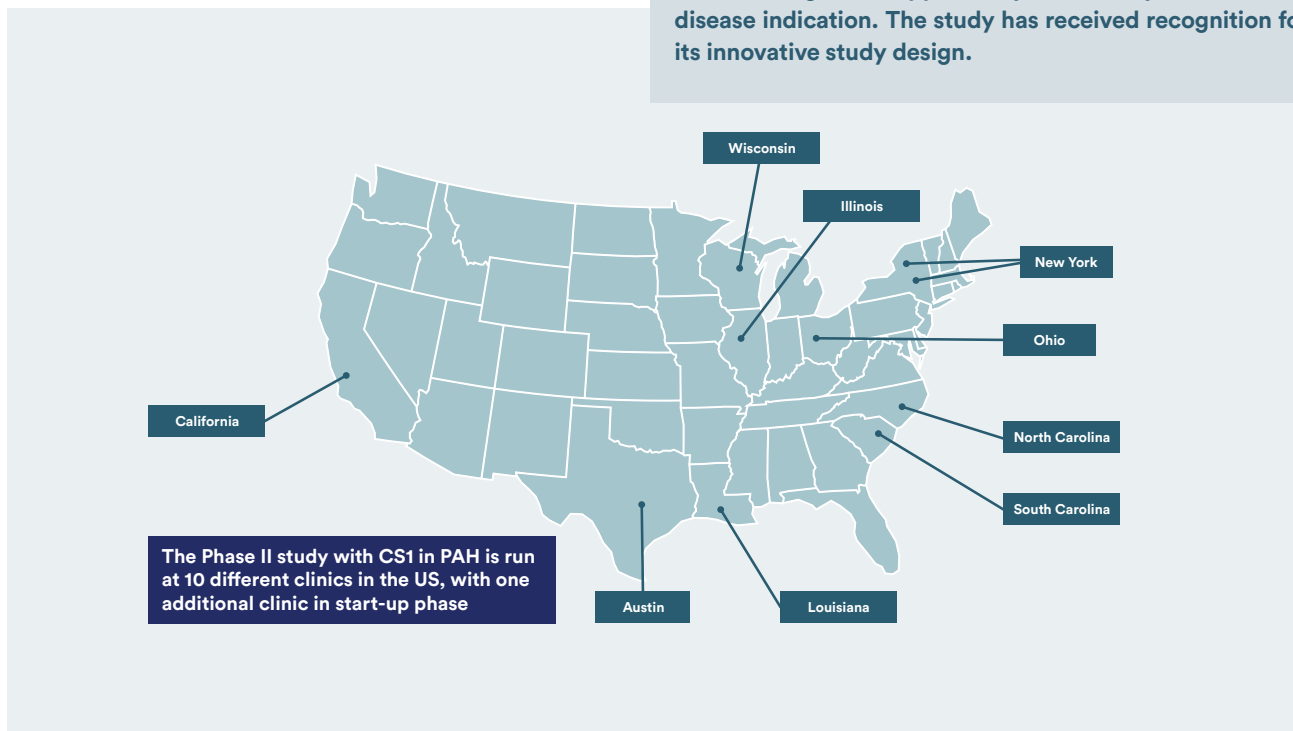 disease indication. The study has received recognition
its innovative study design.
Wisconsin
Illinois
New York
Ohio
California
North Carolina
South Carolina
The Phase II study with CS1 in PAH is run
at 10 different clinics in the US, with one
additional clinic in start-up phase
Austin
Louisiana